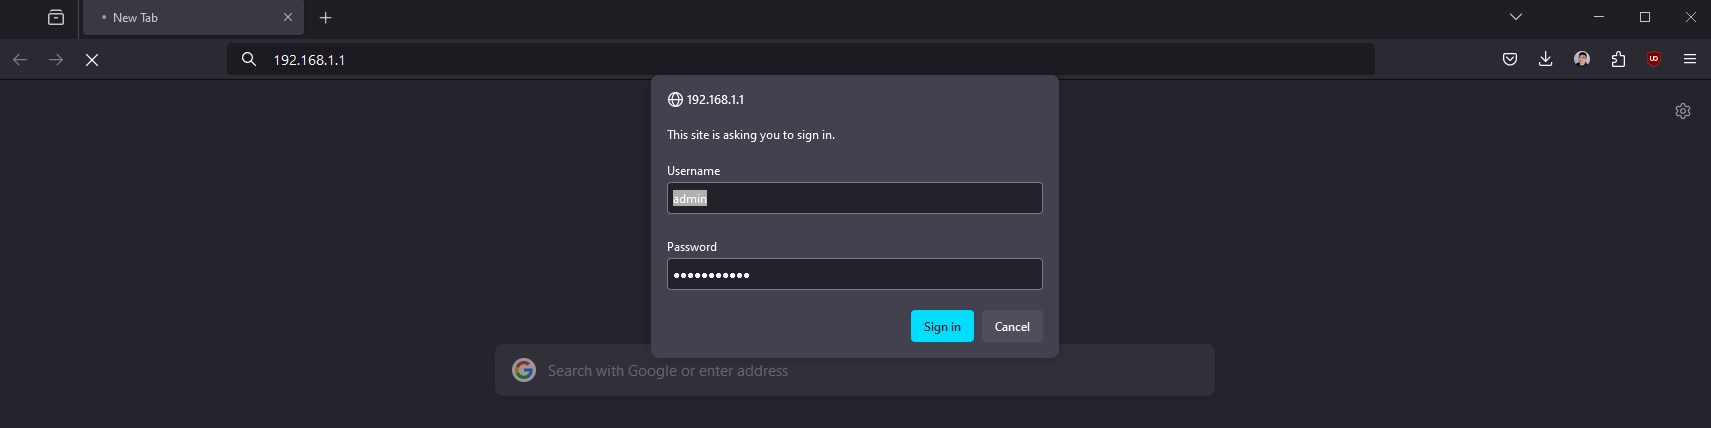 New Tab
192.168.1.1
192.168.1.1
This site is asking you to sign in.
Username
admin
Password
•••••••••••
Sign in
Cancel
Search with Google or enter address